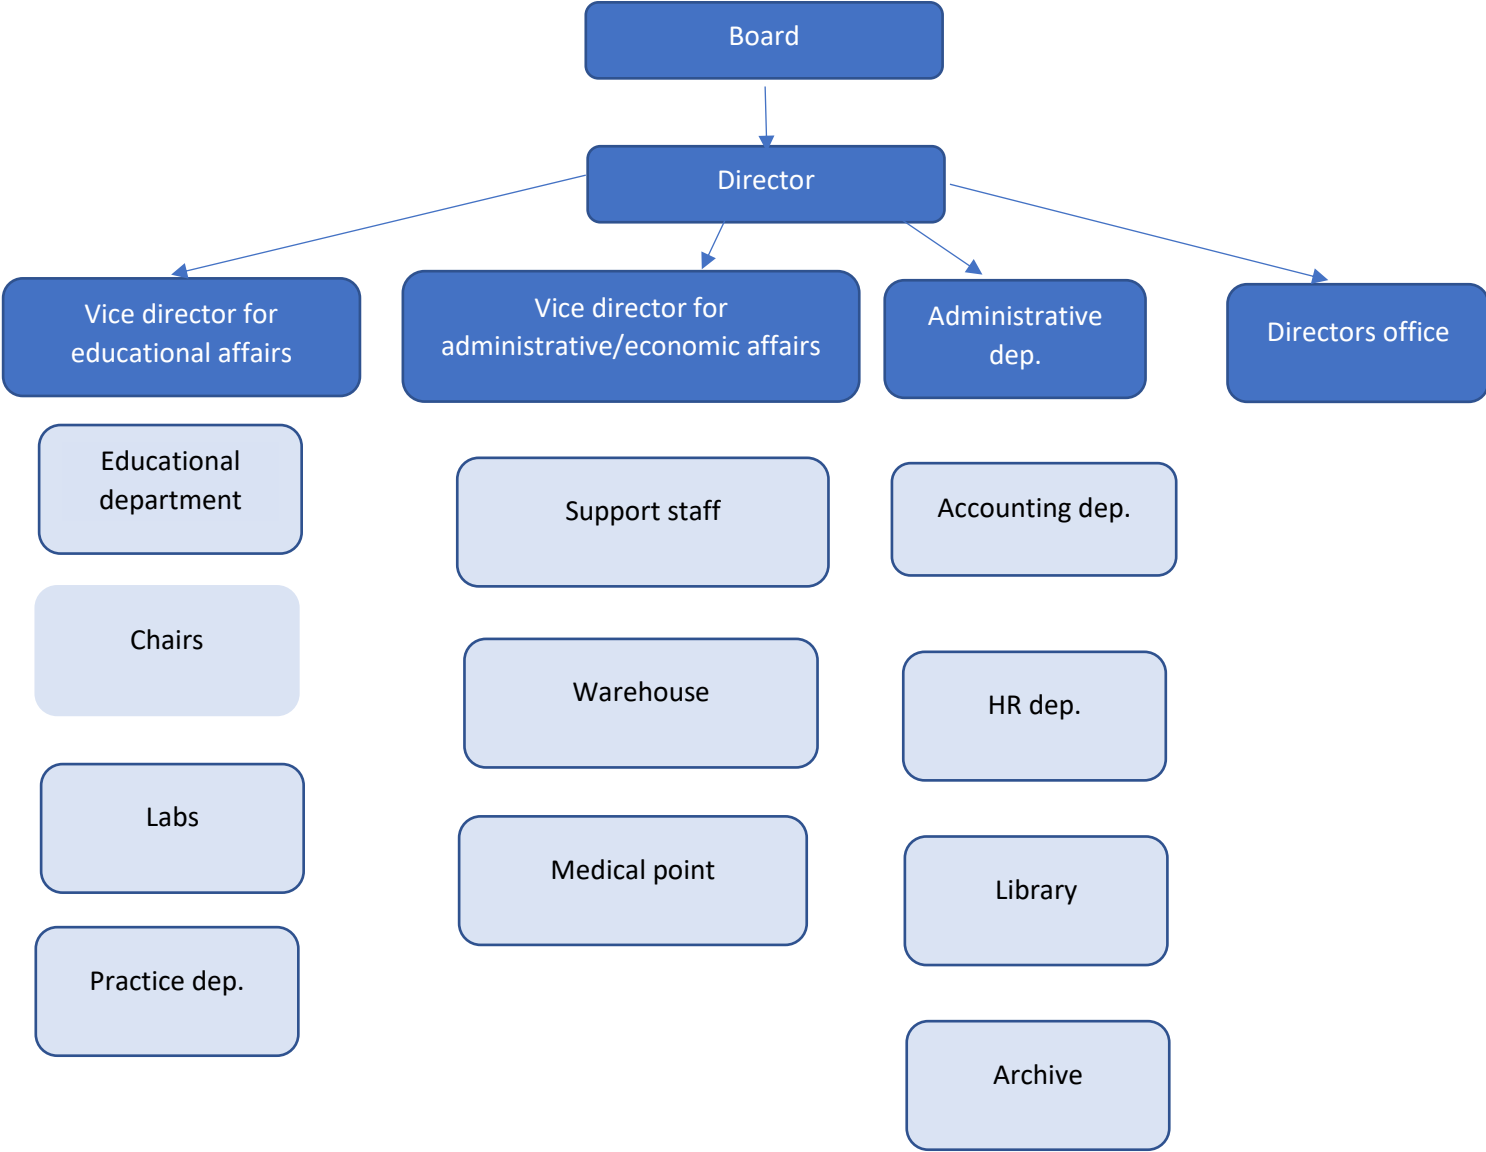 Board
Director
Vice director for
educational affairs
Vice director for
administrative/economic affairs
Administrative
dep.
Directors office
Educational
department
Chairs
Labs
Practice dep.
Support staff
Warehouse
Medical point
Accounting dep.
HR dep.
Library
Archive